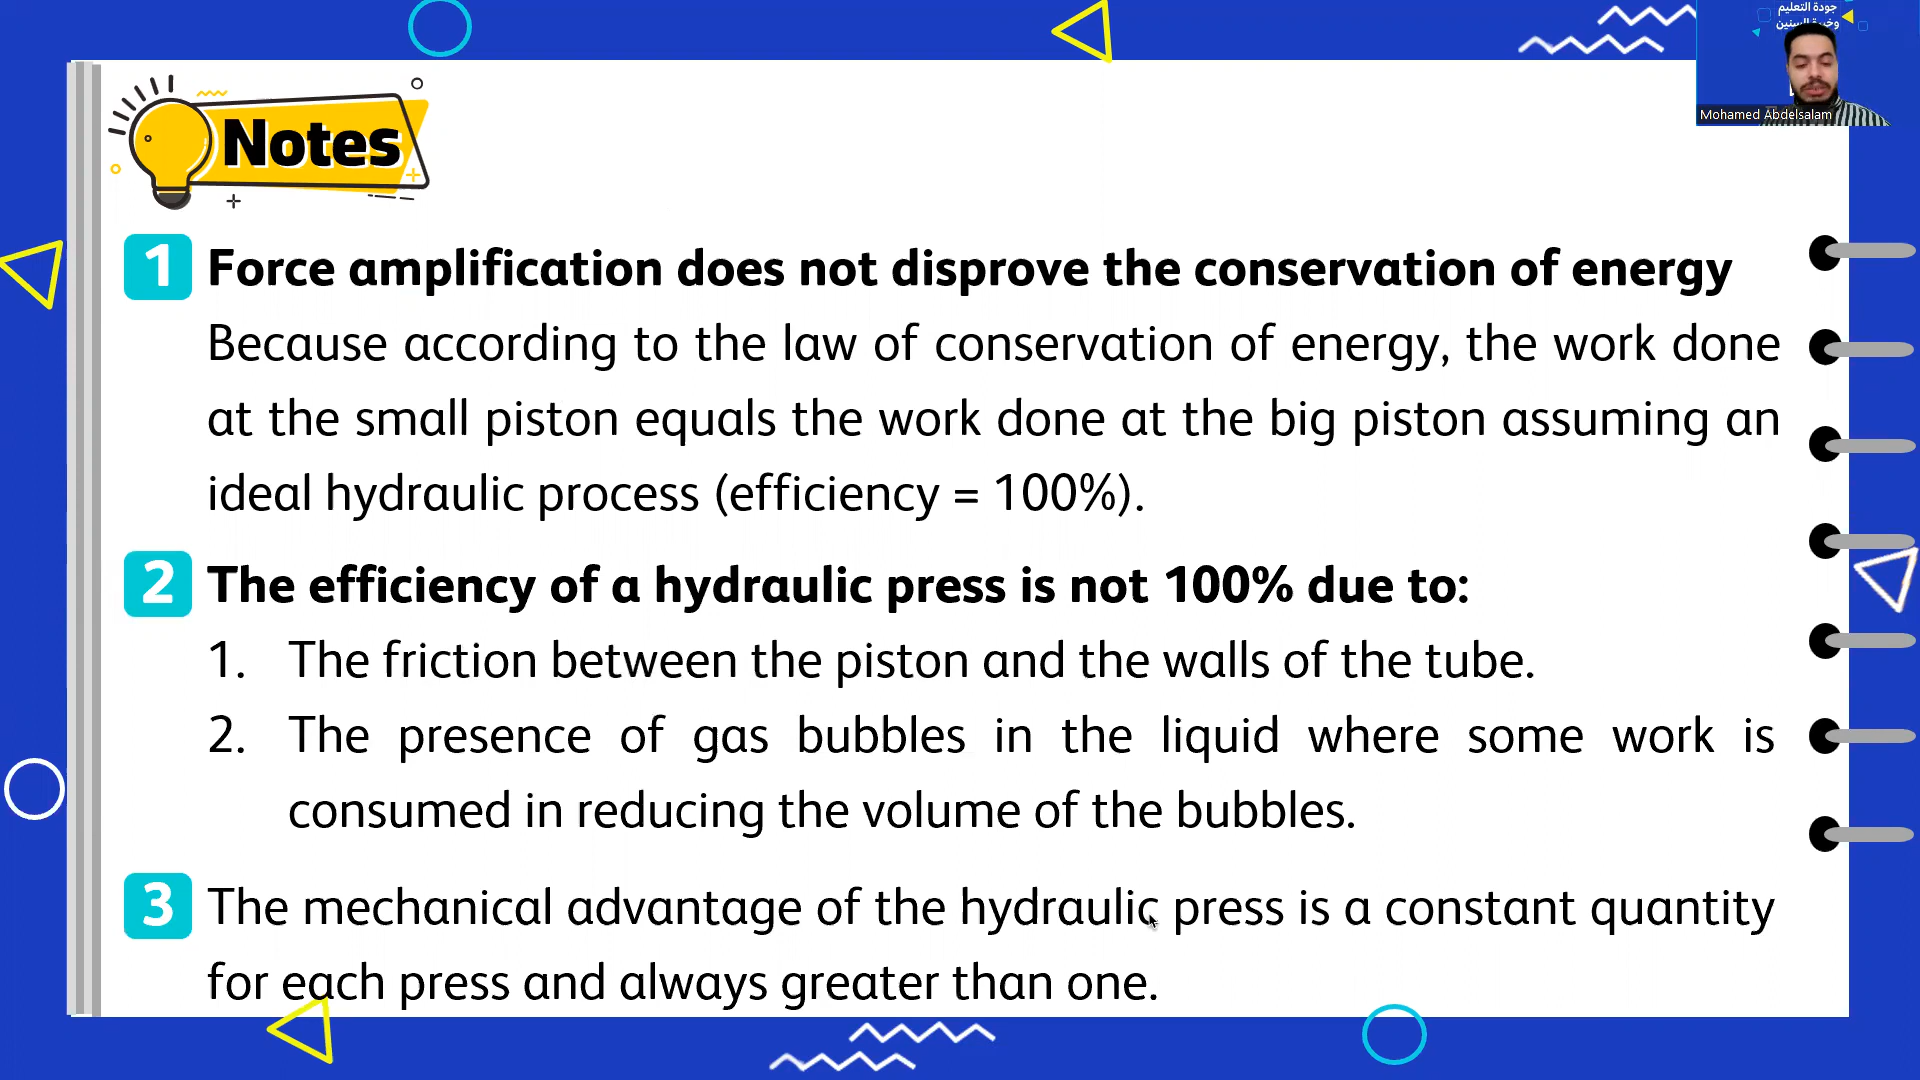 جودة التعليم
وخبرة السنين
Mohamed Abdelsalam
Notes
1 Force amplification does not disprove the conservation of energy
Because according to the law of conservation of energy, the work done
at the small piston equals the work done at the big piston assuming an
ideal hydraulic process (efficiency = 100%).
2 The efficiency of a hydraulic press is not 100% due to:
1. The friction between the piston and the walls of the tube.
2. The presence of gas bubbles in the liquid where some work is
consumed in reducing the volume of the bubbles.
3 The mechanical advantage of the hydraulic press is a constant quantity
for each press and always greater than one.